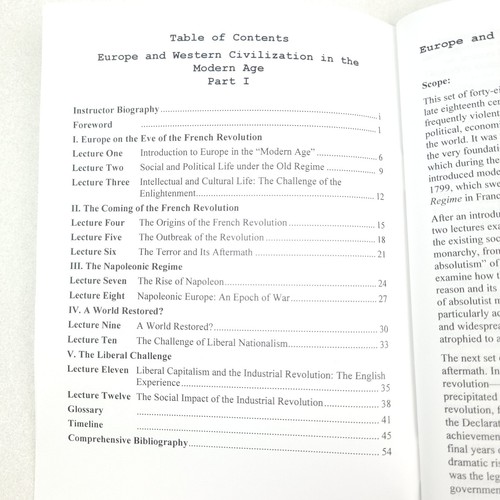 Table of Contents
Europe and Western Civilization in the
Modern Age
Part I
Instructor Biography i
Foreword 1
I. Europe on the Eve of the French Revolution
Lecture One Introduction to Europe in the “Modern Age” 6
Lecture Two Social and Political Life under the Old Regime 9
Lecture Three Intellectual and Cultural Life: The Challenge of the
Enlightenment 12
II. The Coming of the French Revolution
Lecture Four The Origins of the French Revolution 15
Lecture Five The Outbreak of the Revolution 18
Lecture Six The Terror and Its Aftermath 21
III. The Napoleonic Regime
Lecture Seven The Rise of Napoleon 24
Lecture Eight Napoleonic Europe: An Epoch of War 27
IV. A World Restored?
Lecture Nine A World Restored? 30
Lecture Ten The Challenge of Liberal Nationalism 33
V. The Liberal Challenge
Lecture Eleven Liberal Capitalism and the Industrial Revolution: The English
Experience 35
Lecture Twelve The Social Impact of the Industrial Revolution 38
Glossary 41
Timeline 45
Comprehensive Bibliography 54
Europe and
Scope:
This set of forty-ei
late eighteenth cen
frequently violent
political, economi
the world. It was
the very foundatio
which during the
introduced mode
1799, which swe
Regime in Franc
After an introdu
two lectures exa
the existing soc
monarchy, from
absolutism” of
examine how t
reason and its
of absolutist m
particularly ac
and widespread
atrophied to a
The next set
aftermath. In
revolution—
precipitated
revolution, 
the Declarat
achievement
final years o
dramatic ris
was the leg
government